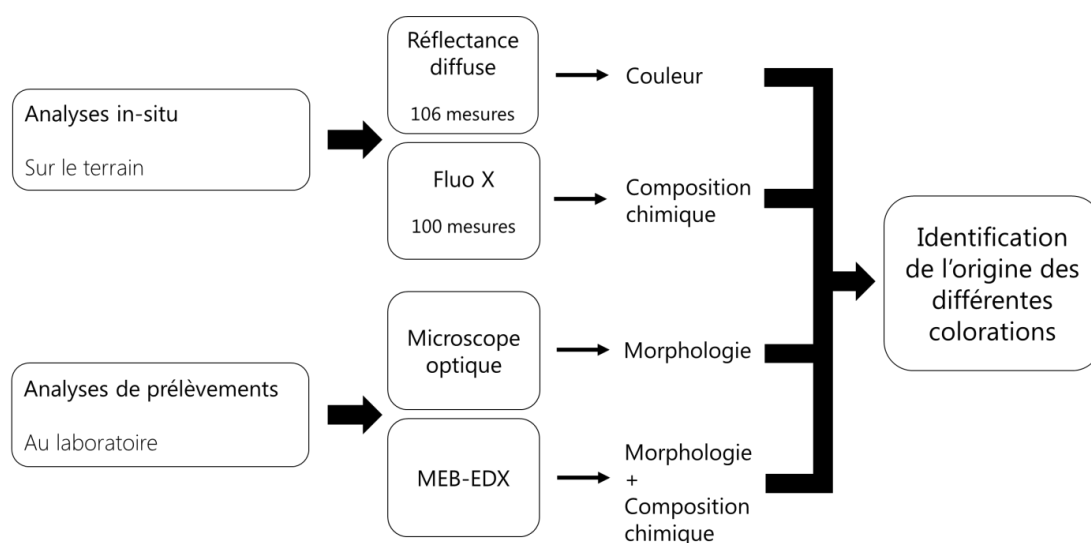 Analyses in-situ
Sur le terrain
Réflectance
diffuse
106 mesures
Couleur
Fluo X
100 mesures
Composition
chimique
Analyses de prélèvements
Au laboratoire
Microscope
optique
Morphologie
MEB-EDX
Morphologie
+
Composition
chimique
Identification
de l'origine des
différentes
colorations